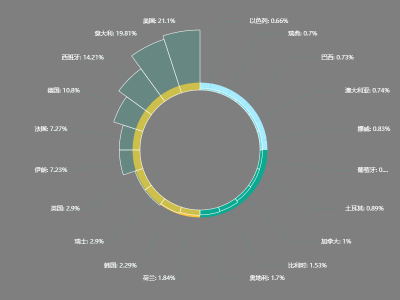 美国: 21.1%
以色列: 0.66%
意大利: 19.81%
瑞典: 0.7%
西班牙: 14.21%
巴西: 0.73%
德国: 10.8%
澳大利亚: 0.74%
法国: 7.27%
挪威: 0.83%
伊朗: 7.23%
葡萄牙: 0....
英国: 2.9%
土耳其: 0.89%
瑞士: 2.9%
加拿大: 1%
韩国: 2.29%
比利时: 1.53%
荷兰: 1.84%
奥地利: 1.7%